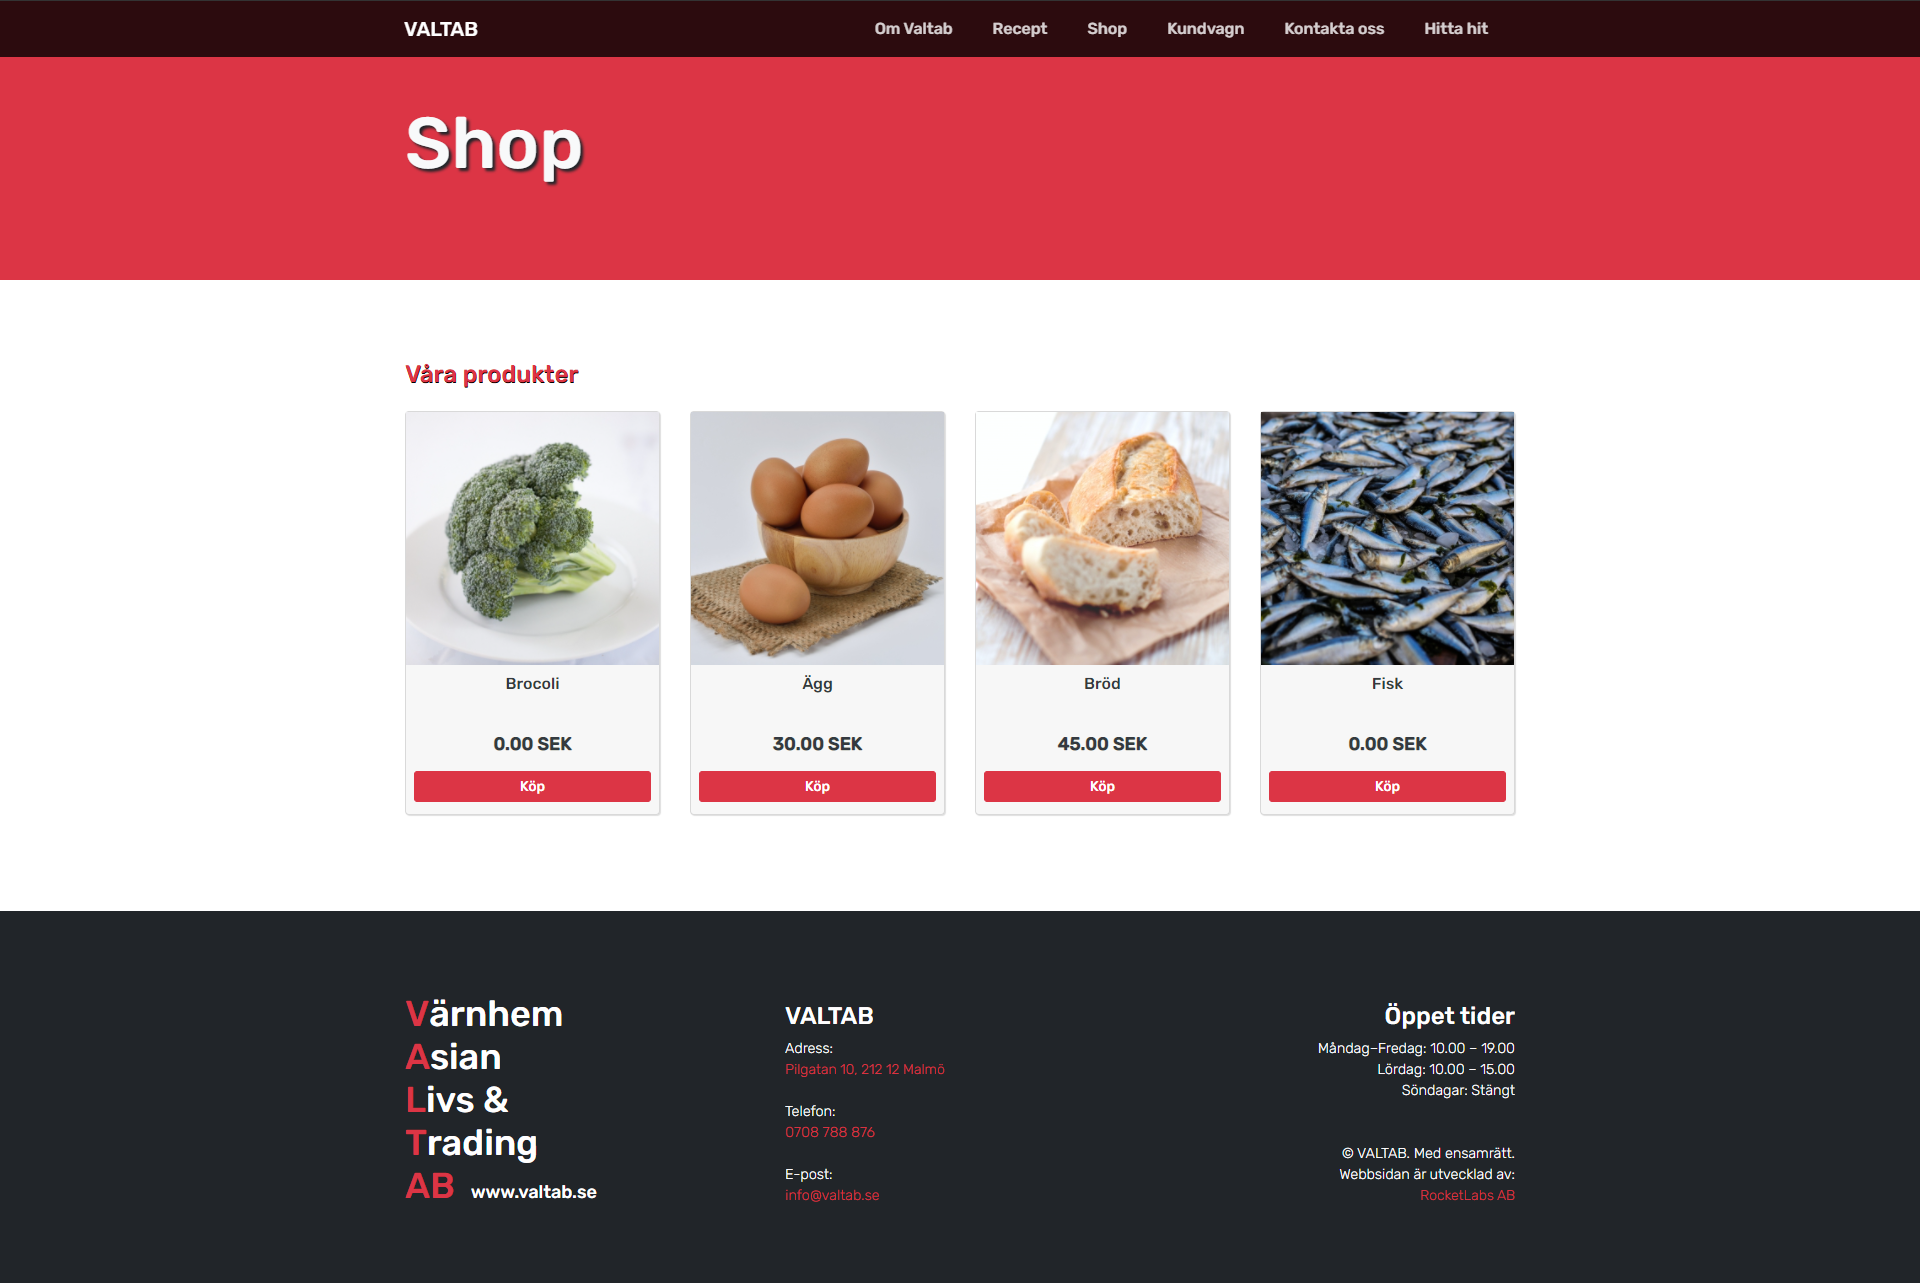 VALTAB
Om Valtab
Recept
Shop
Kundvagn
Kontakta oss
Hitta hit
Shop
Våra produkter
Brocoli
0.00 SEK
Köp
Ägg
30.00 SEK
Köp
Bröd
45.00 SEK
Köp
Fisk
0.00 SEK
Köp
Värnhem
Asian
Livs &
Trading
AB www.valtab.se
VALTAB
Adress:
Pilgatan 10, 212 12 Malmö
Telefon:
0708 788 876
E-post:
info@valtab.se
Öppet tider
Måndag-Fredag: 10.00 - 19.00
Lördag: 10.00 - 15.00
Söndagar: Stängt
© VALTAB. Med ensamrätt.
Webbsidan är utvecklad av:
RocketLabs AB